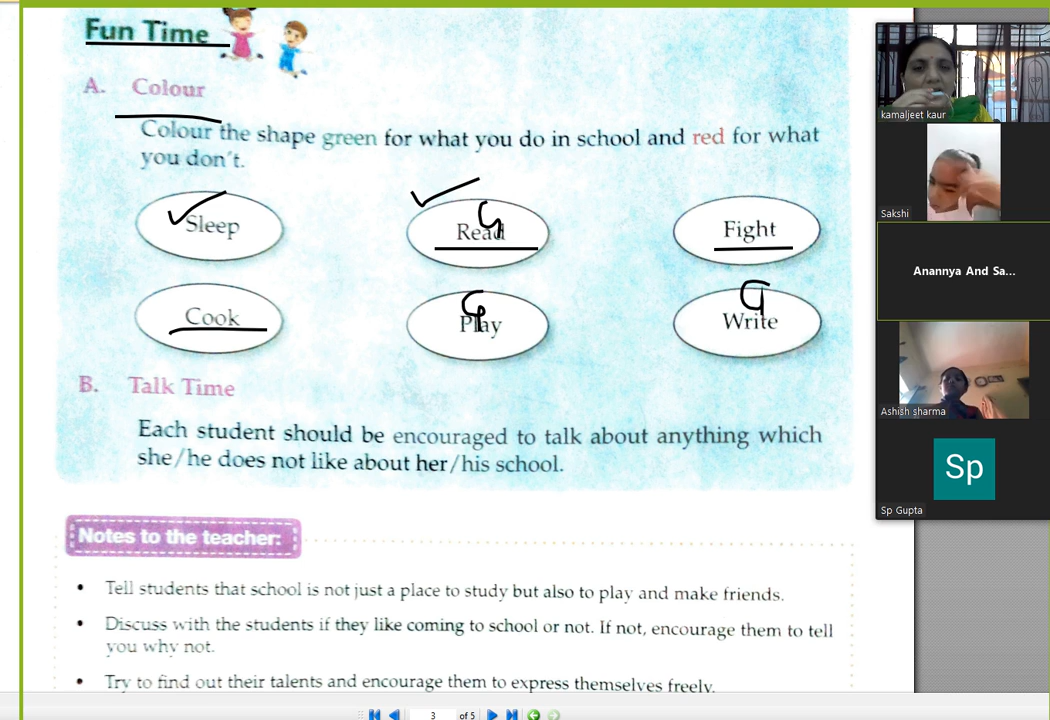 Fun Time
A. Colour
Colour the shape green for what you do in school and red for what
you don't.
Sleep Read Fight
G
Cook Play Write
G G
B. Talk Time
Each student should be encouraged to talk about anything which
she/he does not like about her/his school.
Notes to the teacher:
• Tell students that school is not just a place to study but also to play and make friends.
• Discuss with the students if they like coming to school or not. If not, encourage them to tell
you why not.
• Try to find out their talents and encourage them to express themselves freely.
3 of 5
kamaljeet kaur
Sakshi
Anannya And Sa...
Ashish sharma
Sp
Sp Gupta